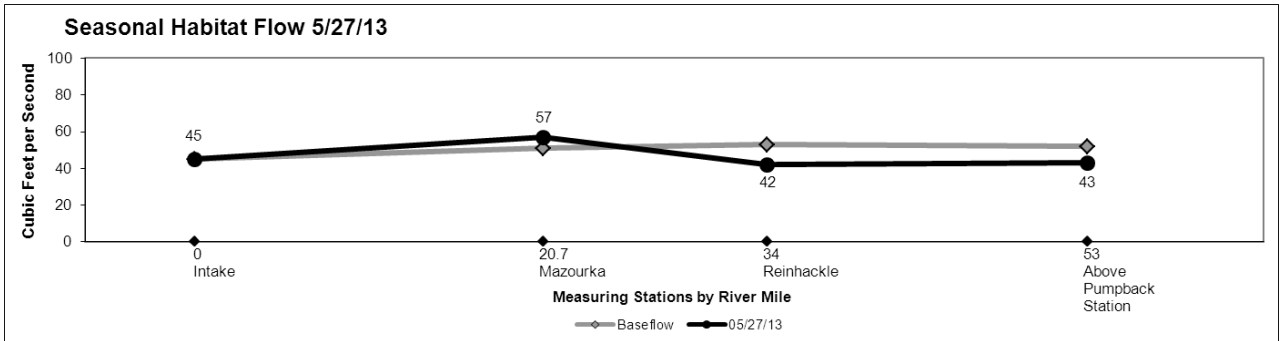 Seasonal Habitat Flow 5/27/13
Cubic Feet per Second
100
80
60
40
20
0
45
57
42
43
0
Intake
20.7
Mazourka
34
Reinhackle
53
Above
Pumpback
Station
Measuring Stations by River Mile
Baseflow
05/27/13